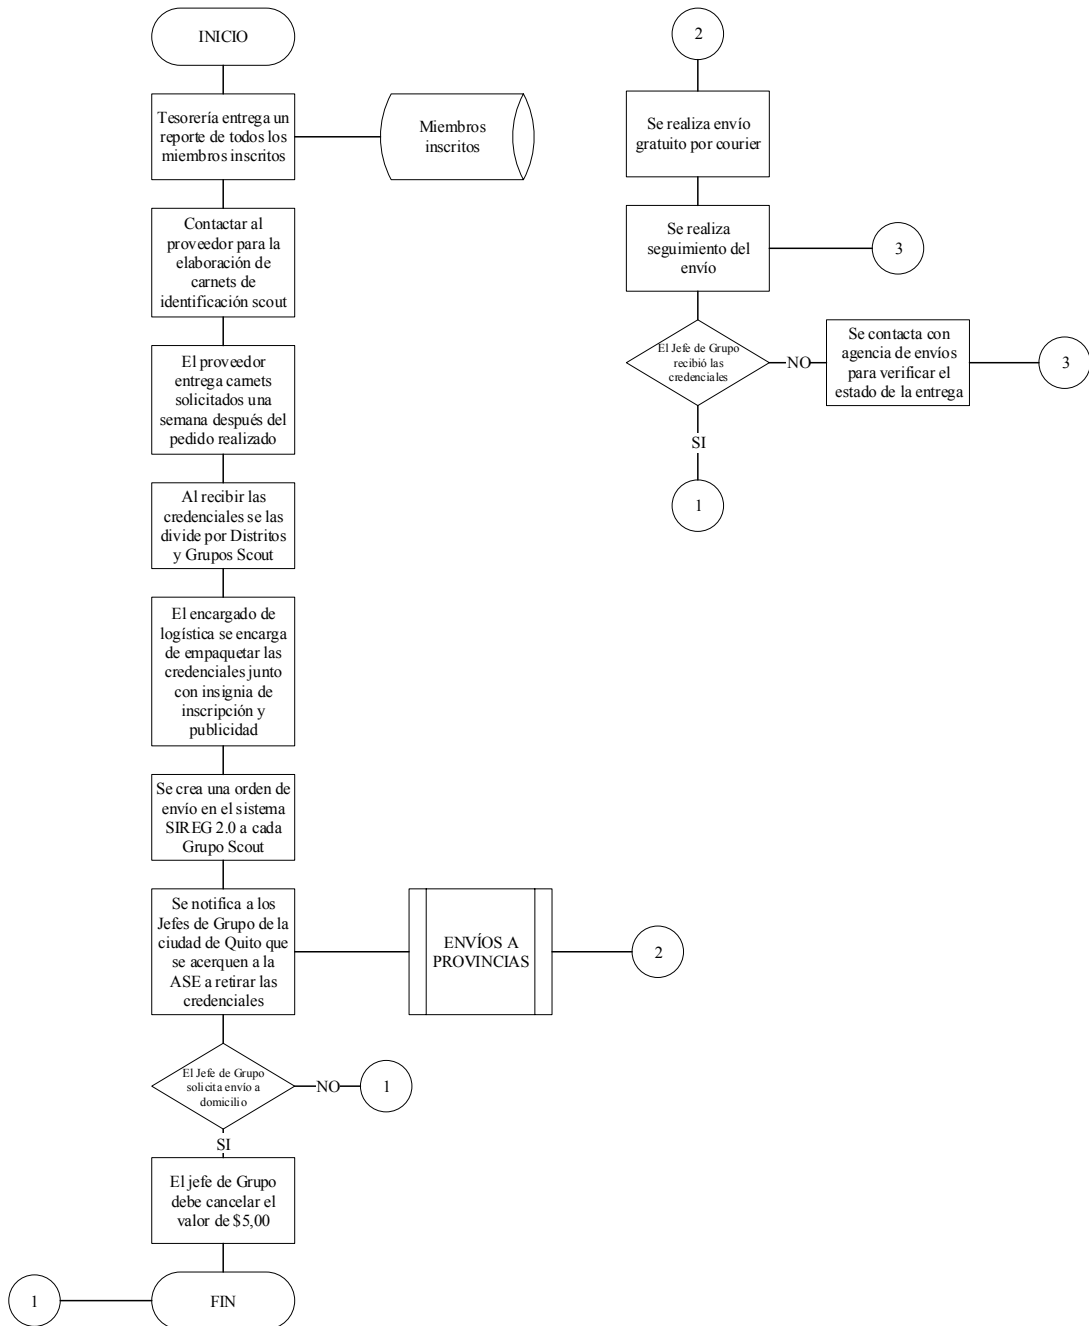 INICIO
Tesorería entrega un
reporte de todos los
miembros inscritos
Miembros
inscritos
Contactar al
proveedor para la
elaboración de
carnets de
identificación scout
El proveedor
entrega carnets
solicitados una
semana después del
pedido realizado
Al recibir las
credenciales se las
divide por Distritos
y Grupos Scout
El encargado de
logística se encarga
de empaquetar las
credenciales junto
con insignia de
inscripción y
publicidad
Se crea una orden de
envío en el sistema
SIREG 2.0 a cada
Grupo Scout
Se notifica a los
Jefes de Grupo de la
ciudad de Quito que
se acerquen a la
ASE a retirar las
credenciales
ENVÍOS A
PROVINCIAS
2
El Jefe de Grupo
solicita envío a
domicilio
NO
1
SI
El jefe de Grupo
debe cancelar el
valor de $5,00
1
FIN
2
Se realiza envío
gratuito por courier
Se realiza
seguimiento del
envío
3
El Jefe de Grupo
recibió las
credenciales
NO
Se contacta con
agencia de envíos
para verificar el
estado de la entrega
3
SI
1